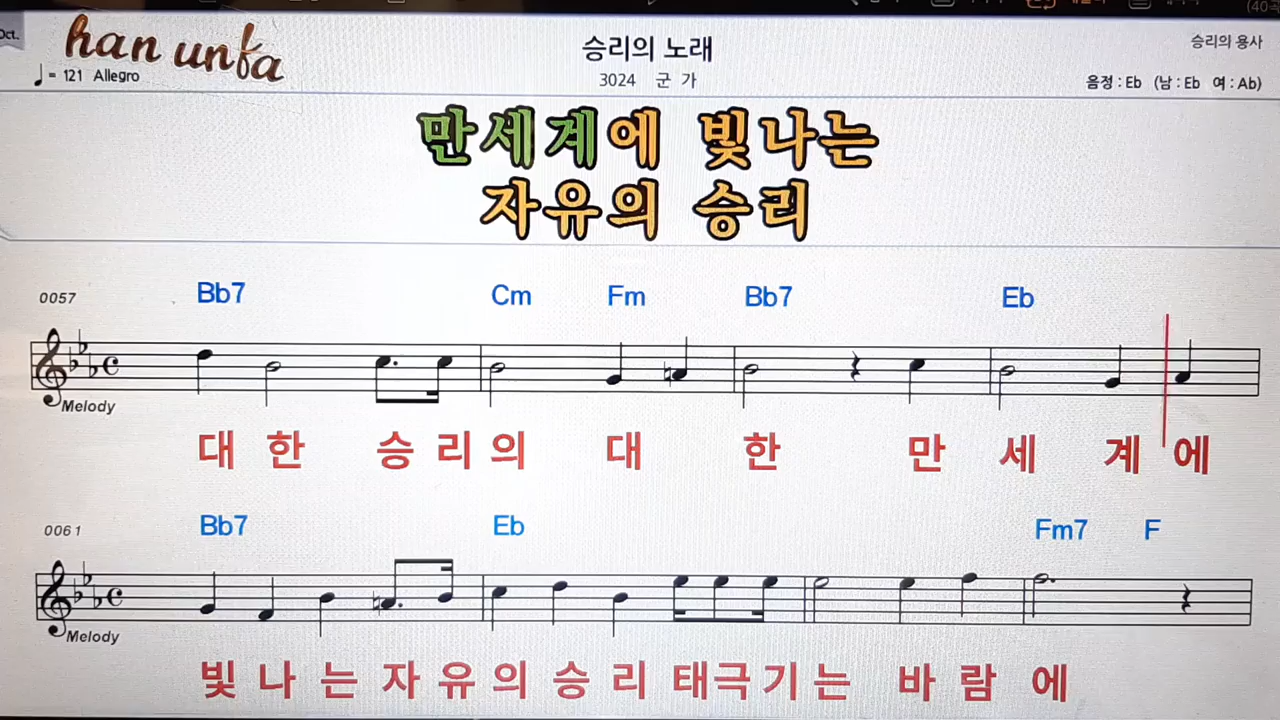 Oct.
han unfa
승리의 노래
승리의 용사
= 121 Allegro
3024 군 가
음정 : Eb (남 : Eb 여 : Ab)
만세계에 빛나는
자유의 승리
0057
Bb7 Cm Fm Bb7 Eb
Melody
대 한 승 리 의 대 한 만 세 계 에
0061
Bb7 Eb Fm7 F
Melody
빛 나 는 자 유 의 승 리 태극기 는 바 람 에